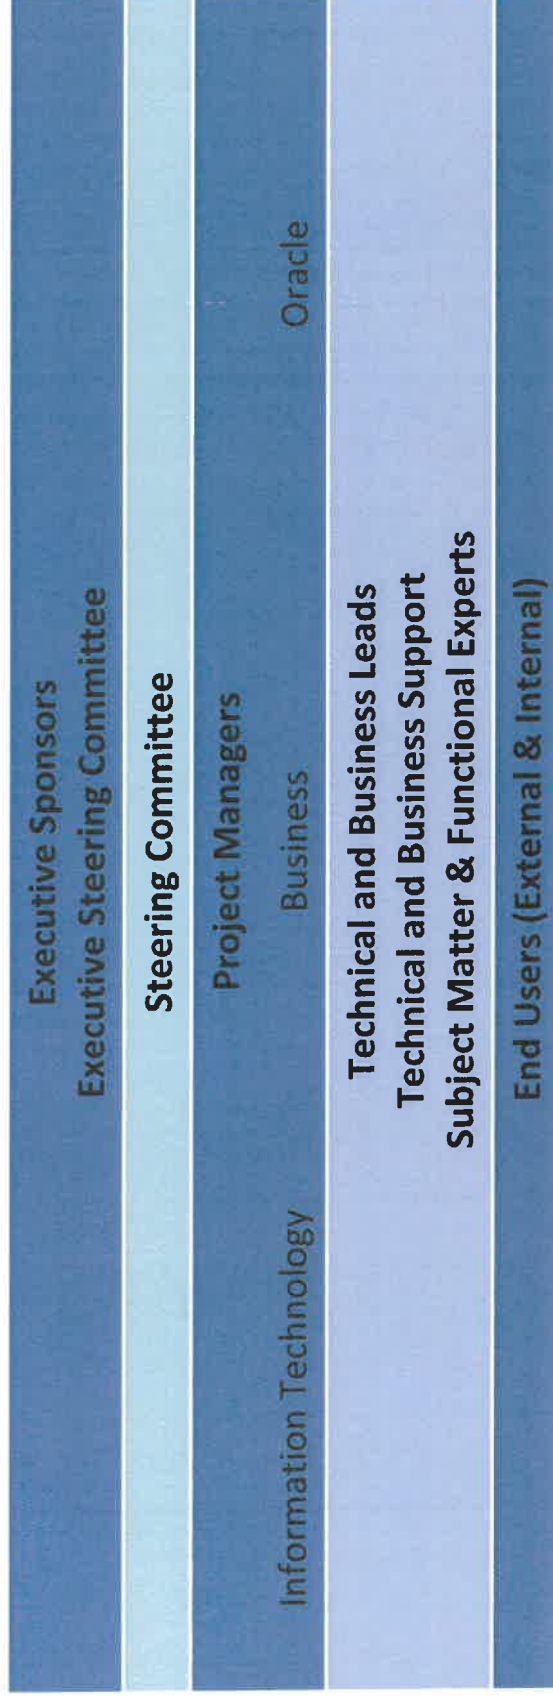 Executive Sponsors
Executive Steering Committee
Steering Committee
Project Managers
Information Technology Business Oracle
Technical and Business Leads
Technical and Business Support
Subject Matter & Functional Experts
End Users (External & Internal)